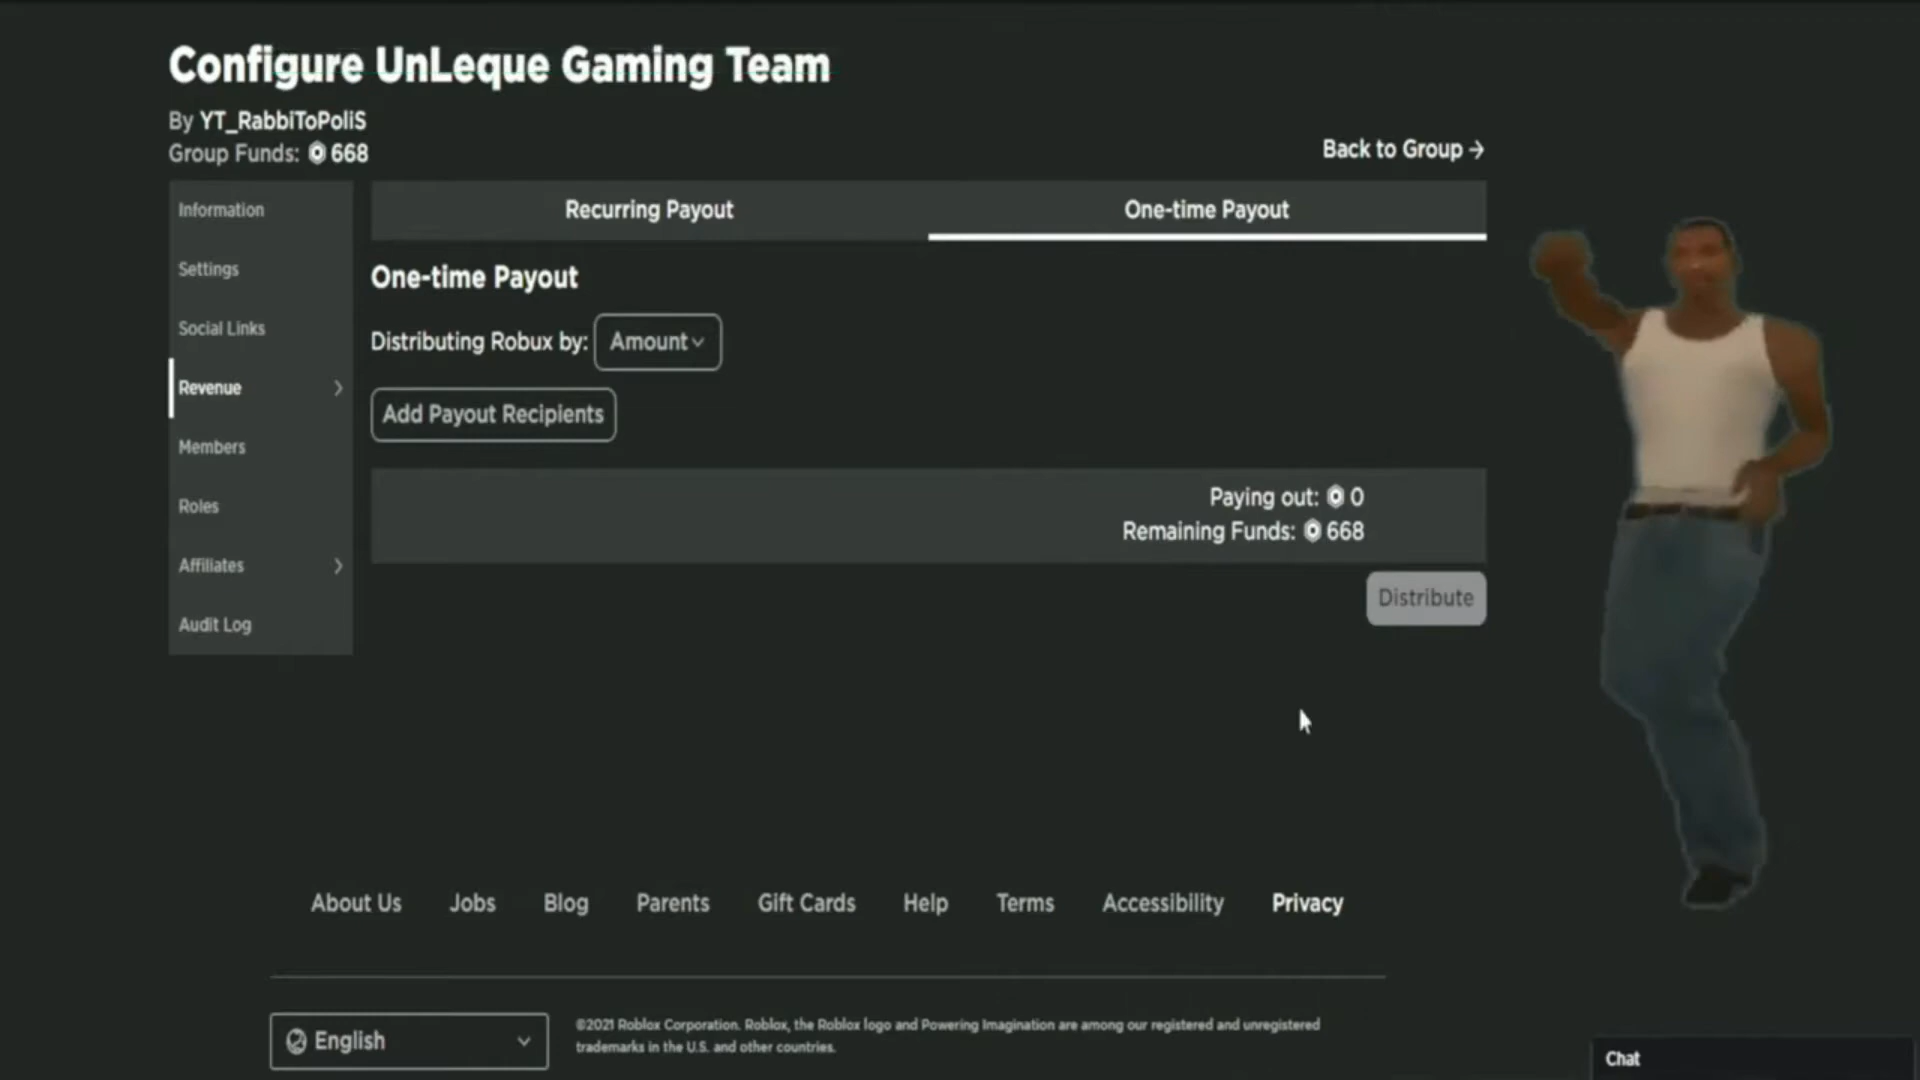 Configure UnLeque Gaming Team
By YT_RabbiToPoliS
Group Funds: 668
Back to Group →
Information
Settings
Social Links
Revenue
Members
Roles
Affiliates
Audit Log
Recurring Payout
One-time Payout
One-time Payout
Distributing Robux by: Amount
Add Payout Recipients
Paying out: 0
Remaining Funds: 668
Distribute
About Us Jobs Blog Parents Gift Cards Help Terms Accessibility Privacy
English
©2021 Roblox Corporation. Roblox, the Roblox logo and Powering Imagination are among our registered and unregistered
trademarks in the U.S. and other countries.
Chat